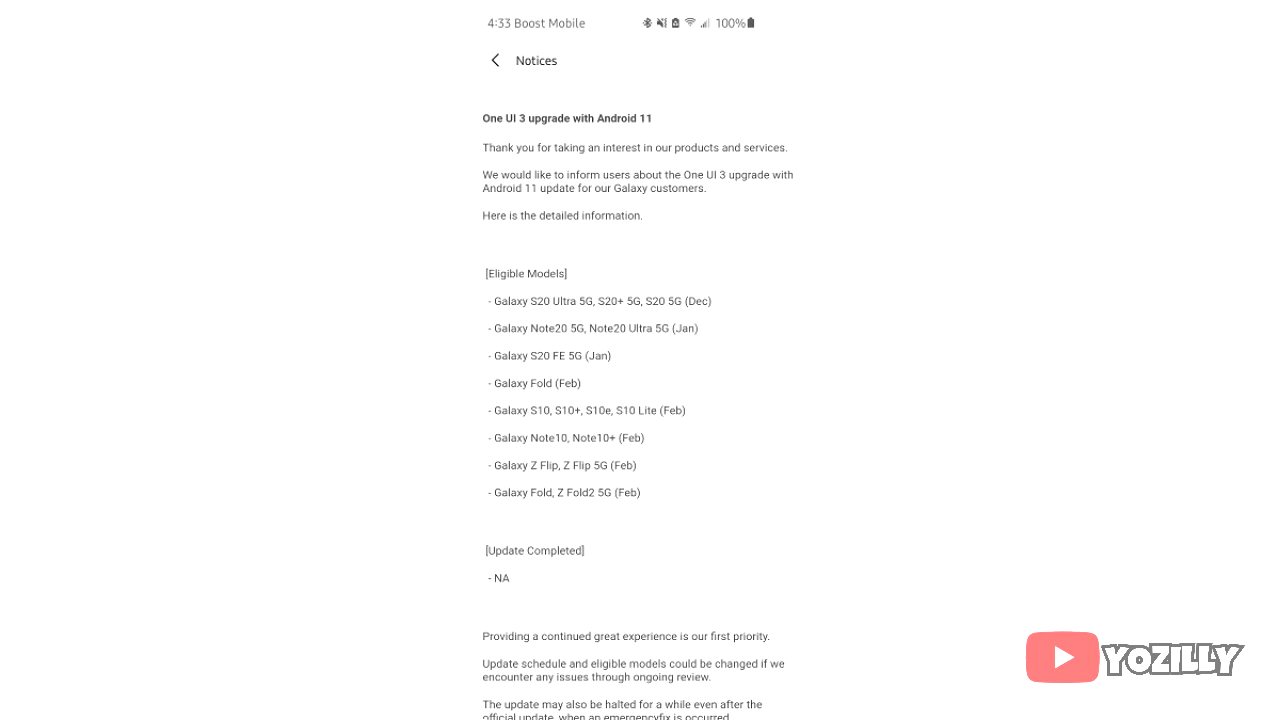 4:33 Boost Mobile 100%
Notices
One UI 3 upgrade with Android 11
Thank you for taking an interest in our products and services.
We would like to inform users about the One UI 3 upgrade with
Android 11 update for our Galaxy customers.
Here is the detailed information.
[Eligible Models]
- Galaxy S20 Ultra 5G, S20+ 5G, S20 5G (Dec)
- Galaxy Note20 5G, Note20 Ultra 5G (Jan)
- Galaxy S20 FE 5G (Jan)
- Galaxy Fold (Feb)
- Galaxy S10, S10+, S10e, S10 Lite (Feb)
- Galaxy Note10, Note10+ (Feb)
- Galaxy Z Flip, Z Flip 5G (Feb)
- Galaxy Fold, Z Fold2 5G (Feb)
[Update Completed]
- NA
Providing a continued great experience is our first priority.
Update schedule and eligible models could be changed if we
encounter any issues through ongoing review.
The update may also be halted for a while even after the
official update, when an emergencyfix is occurred.
YOZILLY